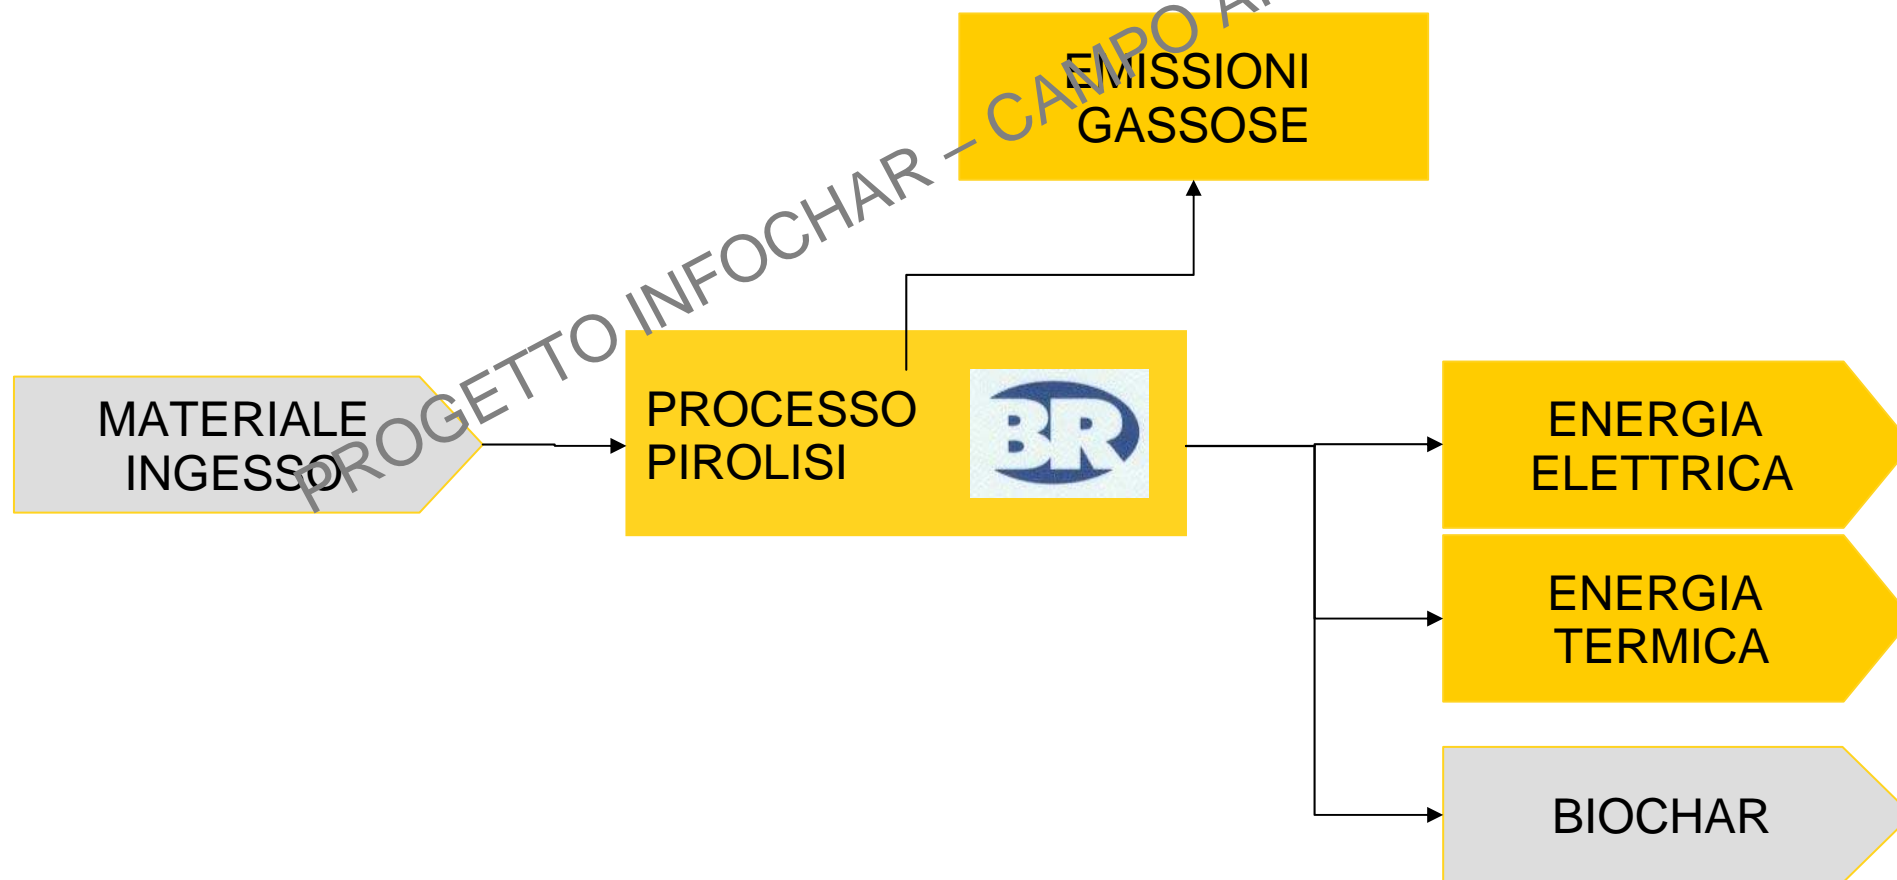 EMISSIONI
GASSOSE
PROGETTO INFOCHAR – CAMPO
MATERIALE
INGESSO
PROCESSO
PIROLISI
BR
ENERGIA
ELETTRICA
ENERGIA
TERMICA
BIOCHAR